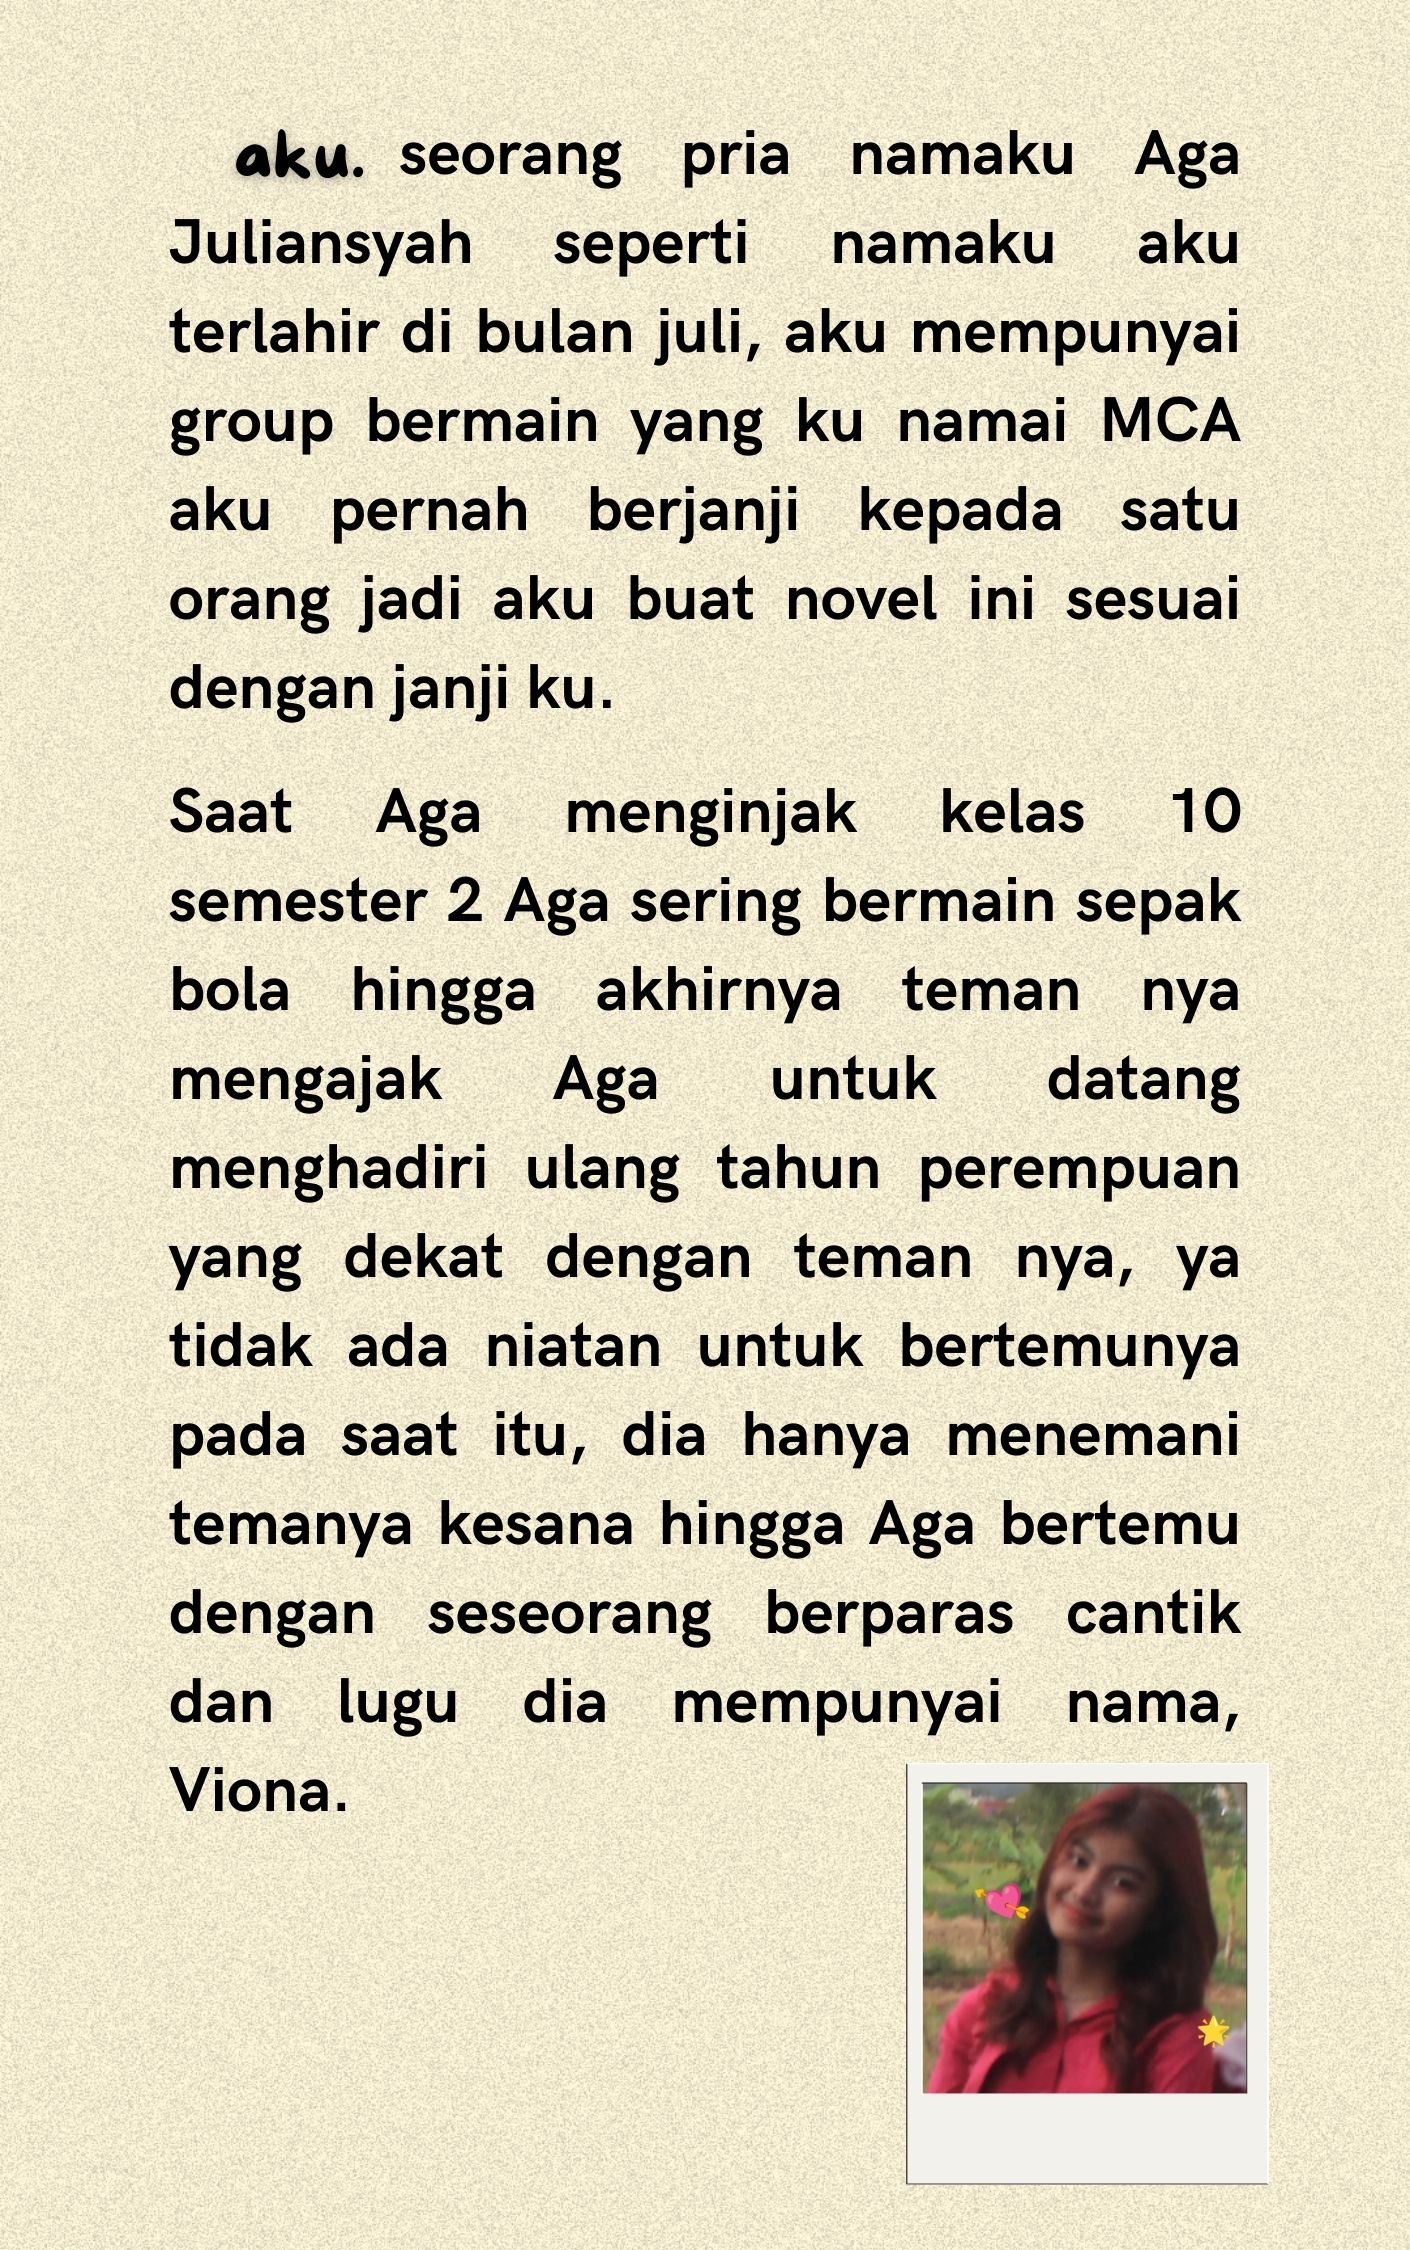 aku. seorang pria namaku Aga
Juliansyah seperti namaku aku
terlahir di bulan juli, aku mempunyai
group bermain yang ku namai MCA
aku pernah berjanji kepada satu
orang jadi aku buat novel ini sesuai
dengan janji ku.
Saat Aga menginjak kelas 10
semester 2 Aga sering bermain sepak
bola hingga akhirnya teman nya
mengajak Aga untuk datang
menghadiri ulang tahun perempuan
yang dekat dengan teman nya, ya
tidak ada niatan untuk bertemunya
pada saat itu, dia hanya menemani
temanya kesana hingga Aga bertemu
dengan seseorang berparas cantik
dan lugu dia mempunyai nama,
Viona.